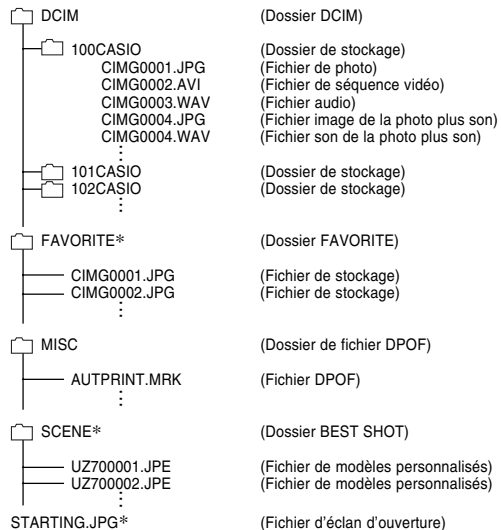 DCIM (Dossier DCIM)
100CASIO (Dossier de stockage)
CIMG0001.JPG (Fichier de photo)
CIMG0002.AVI (Fichier de séquence vidéo)
CIMG0003.WAV (Fichier audio)
CIMG0004.JPG (Fichier image de la photo plus son)
CIMG0004.WAV (Fichier son de la photo plus son)
101CASIO (Dossier de stockage)
102CASIO (Dossier de stockage)
FAVORITE* (Dossier FAVORITE)
CIMG0001.JPG (Fichier de stockage)
CIMG0002.JPG (Fichier de stockage)
MISC (Dossier de fichier DPOF)
AUTPRINT.MRK (Fichier DPOF)
SCENE* (Dossier BEST SHOT)
UZ700001.JPE (Fichier de modèles personnalisés)
UZ700002.JPE (Fichier de modèles personnalisés)
STARTING.JPG* (Fichier d'éclan d'ouverture)